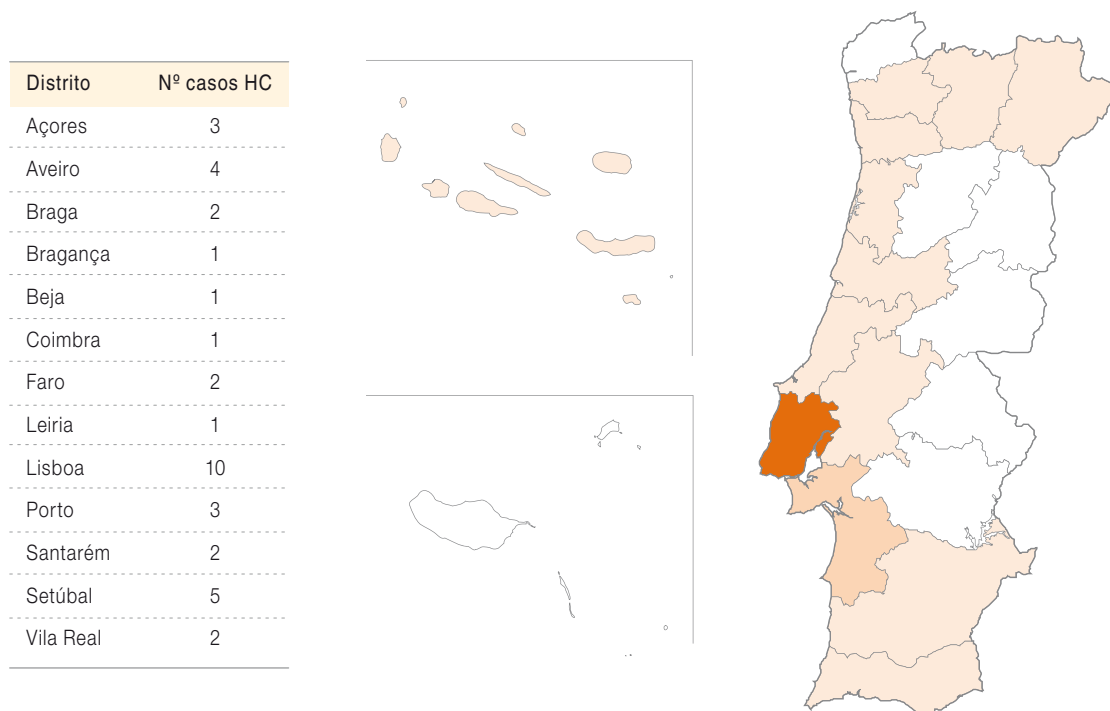 Distrito Nº casos HC
Açores 3
Aveiro 4
Braga 2
Bragança 1
Beja 1
Coimbra 1
Faro 2
Leiria 1
Lisboa 10
Porto 3
Santarém 2
Setúbal 5
Vila Real 2